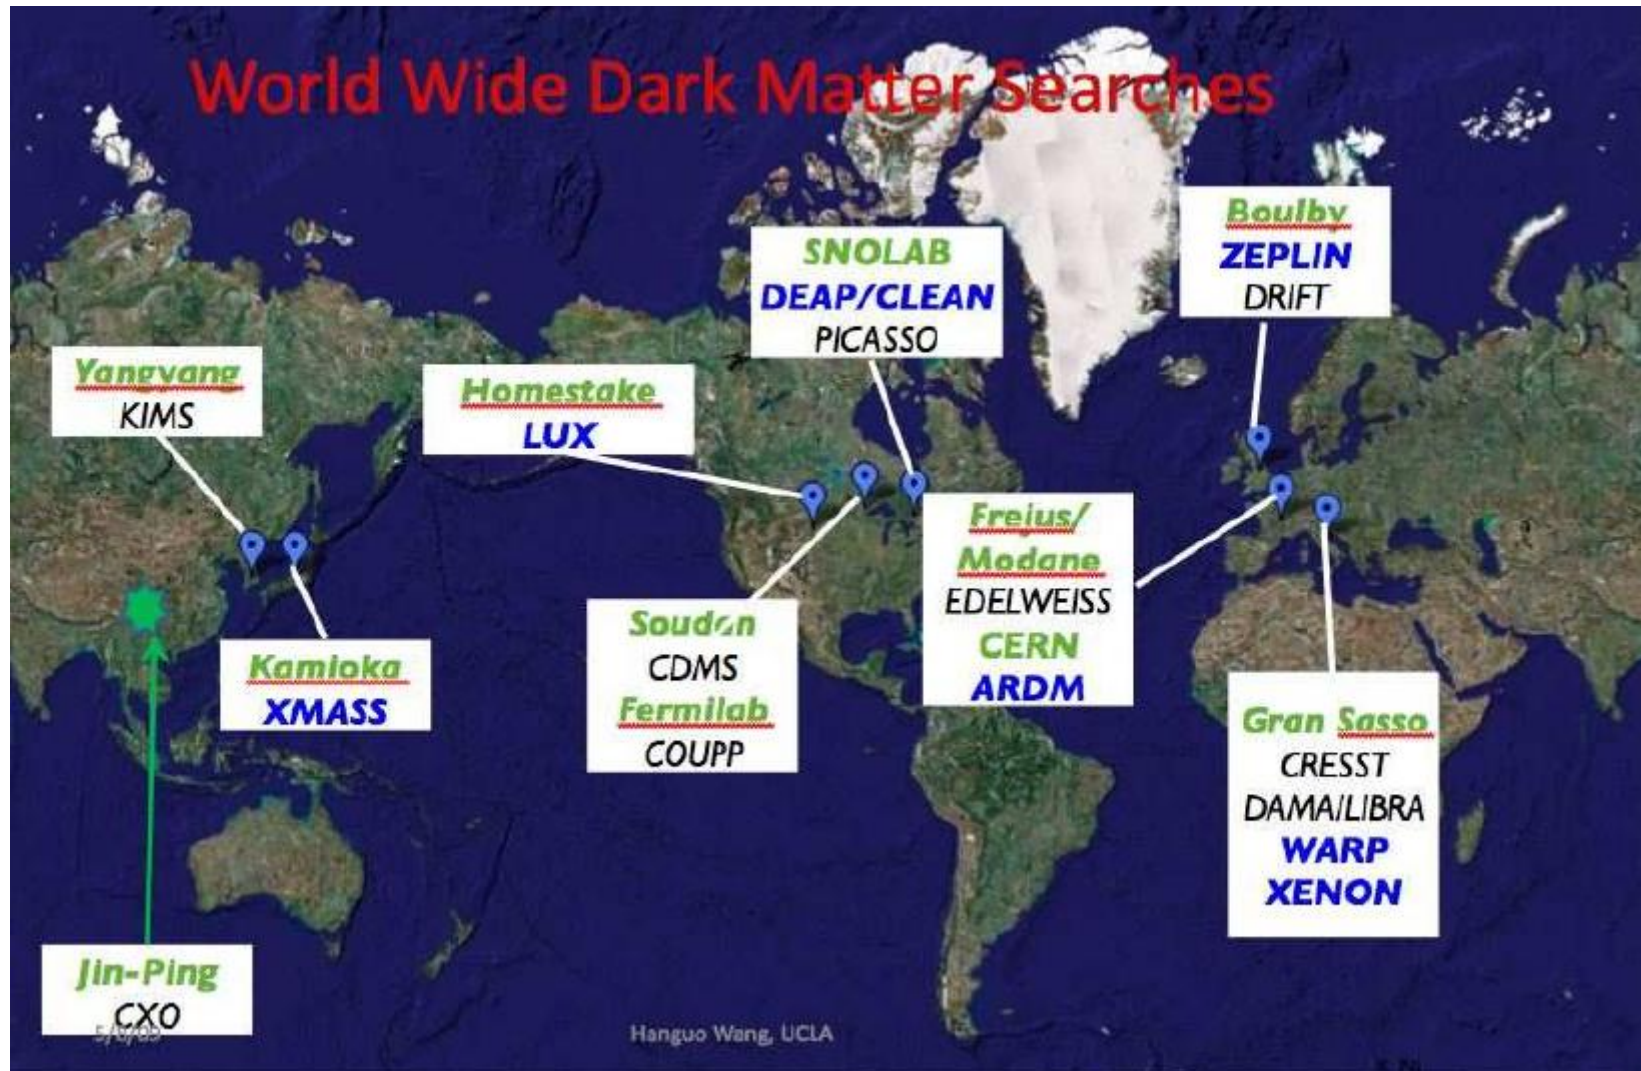 World Wide Dark Matter Searches
Boulby
ZEPLIN
DRIFT
SNOLAB
DEAP/CLEAN
PICASSO
Yangyang
KIMS
Homestake
LUX
Freius/
Modane
EDELWEISS
CERN
ARDM
Soudan
CDMS
Fermilab
COUPP
Kamioka
XMASS
Gran Sasso
CRESST
DAMA/LIBRA
WARP
XENON
Jin-Ping
CXO
Hanguo Wang, UCLA